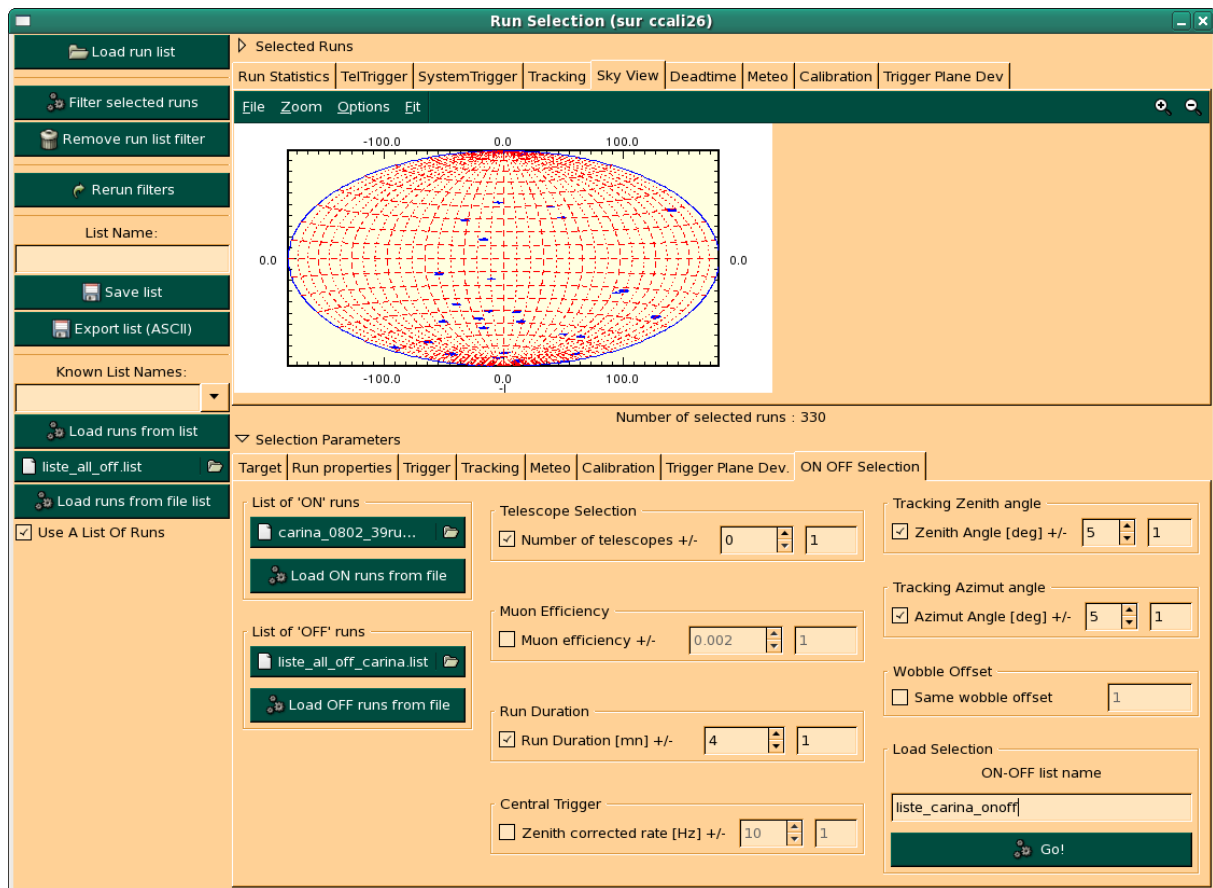 Run Selection (sur ccali26)
Load run list
Filter selected runs
Remove run list filter
Rerun filters
List Name:
Save list
Export list (ASCII)
Known List Names:
Load runs from list
liste_all_off.list
Load runs from file list
Use A List Of Runs
Selected Runs
Run Statistics TelTrigger SystemTrigger Tracking Sky View Deadtime Meteo Calibration Trigger Plane Dev
File Zoom Options Fit
-100.0 0.0 100.0
0.0 0.0
-100.0 0.0 100.0
-l
Number of selected runs : 330
Selection Parameters
Target Run properties Trigger Tracking Meteo Calibration Trigger Plane Dev. ON OFF Selection
List of 'ON' runs
carina_0802_39ru...
Load ON runs from file
List of 'OFF' runs
liste_all_off_carina.list
Load OFF runs from file
Telescope Selection
Number of telescopes +/- 0 1
Muon Efficiency
Muon efficiency +/- 0.002 1
Run Duration
Run Duration [mn] +/- 4 1
Central Trigger
Zenith corrected rate [Hz] +/- 10 1
Tracking Zenith angle
Zenith Angle [deg] +/- 5 1
Tracking Azimut angle
Azimut Angle [deg] +/- 5 1
Wobble Offset
Same wobble offset 1
Load Selection
ON-OFF list name
liste_carina_onoff
Go!